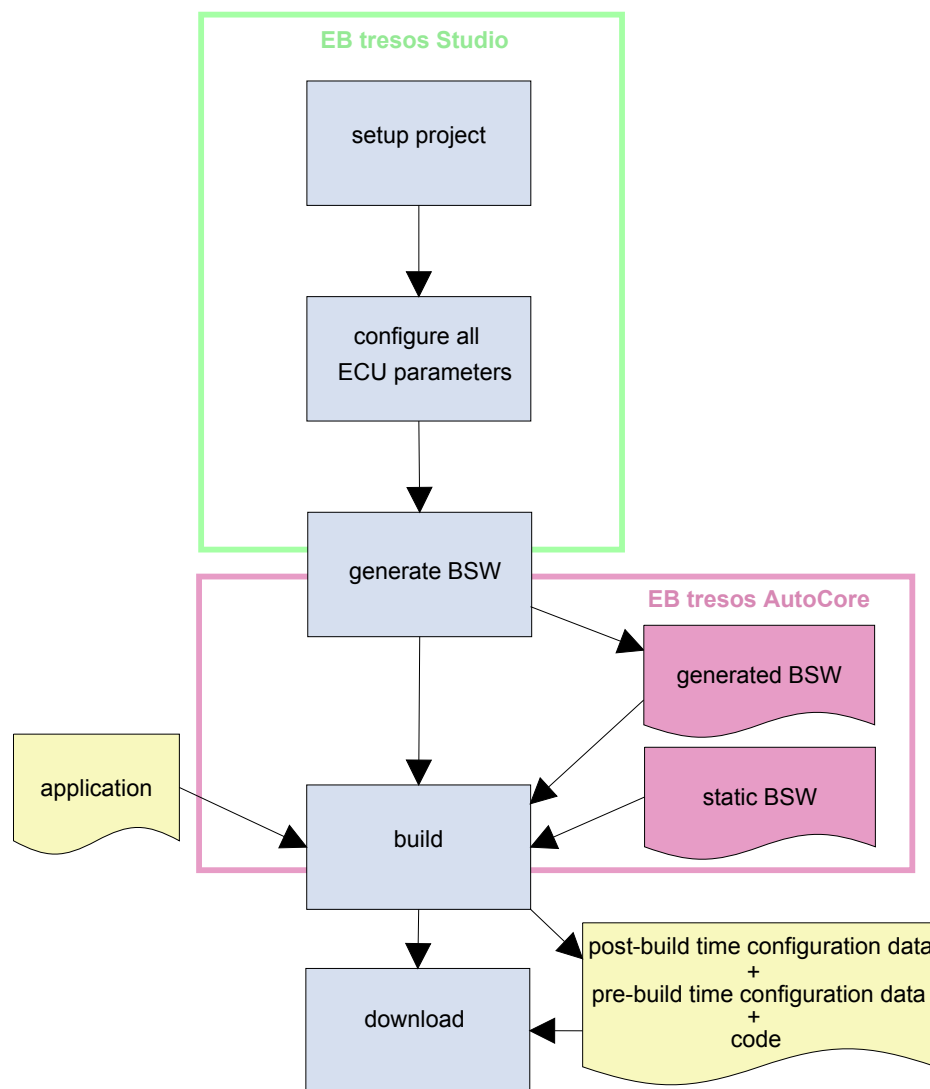 EB tresos Studio
setup project
configure all
ECU parameters
generate BSW
EB tresos AutoCore
generated BSW
static BSW
application
build
post-build time configuration data
+
pre-build time configuration data
+
code
download